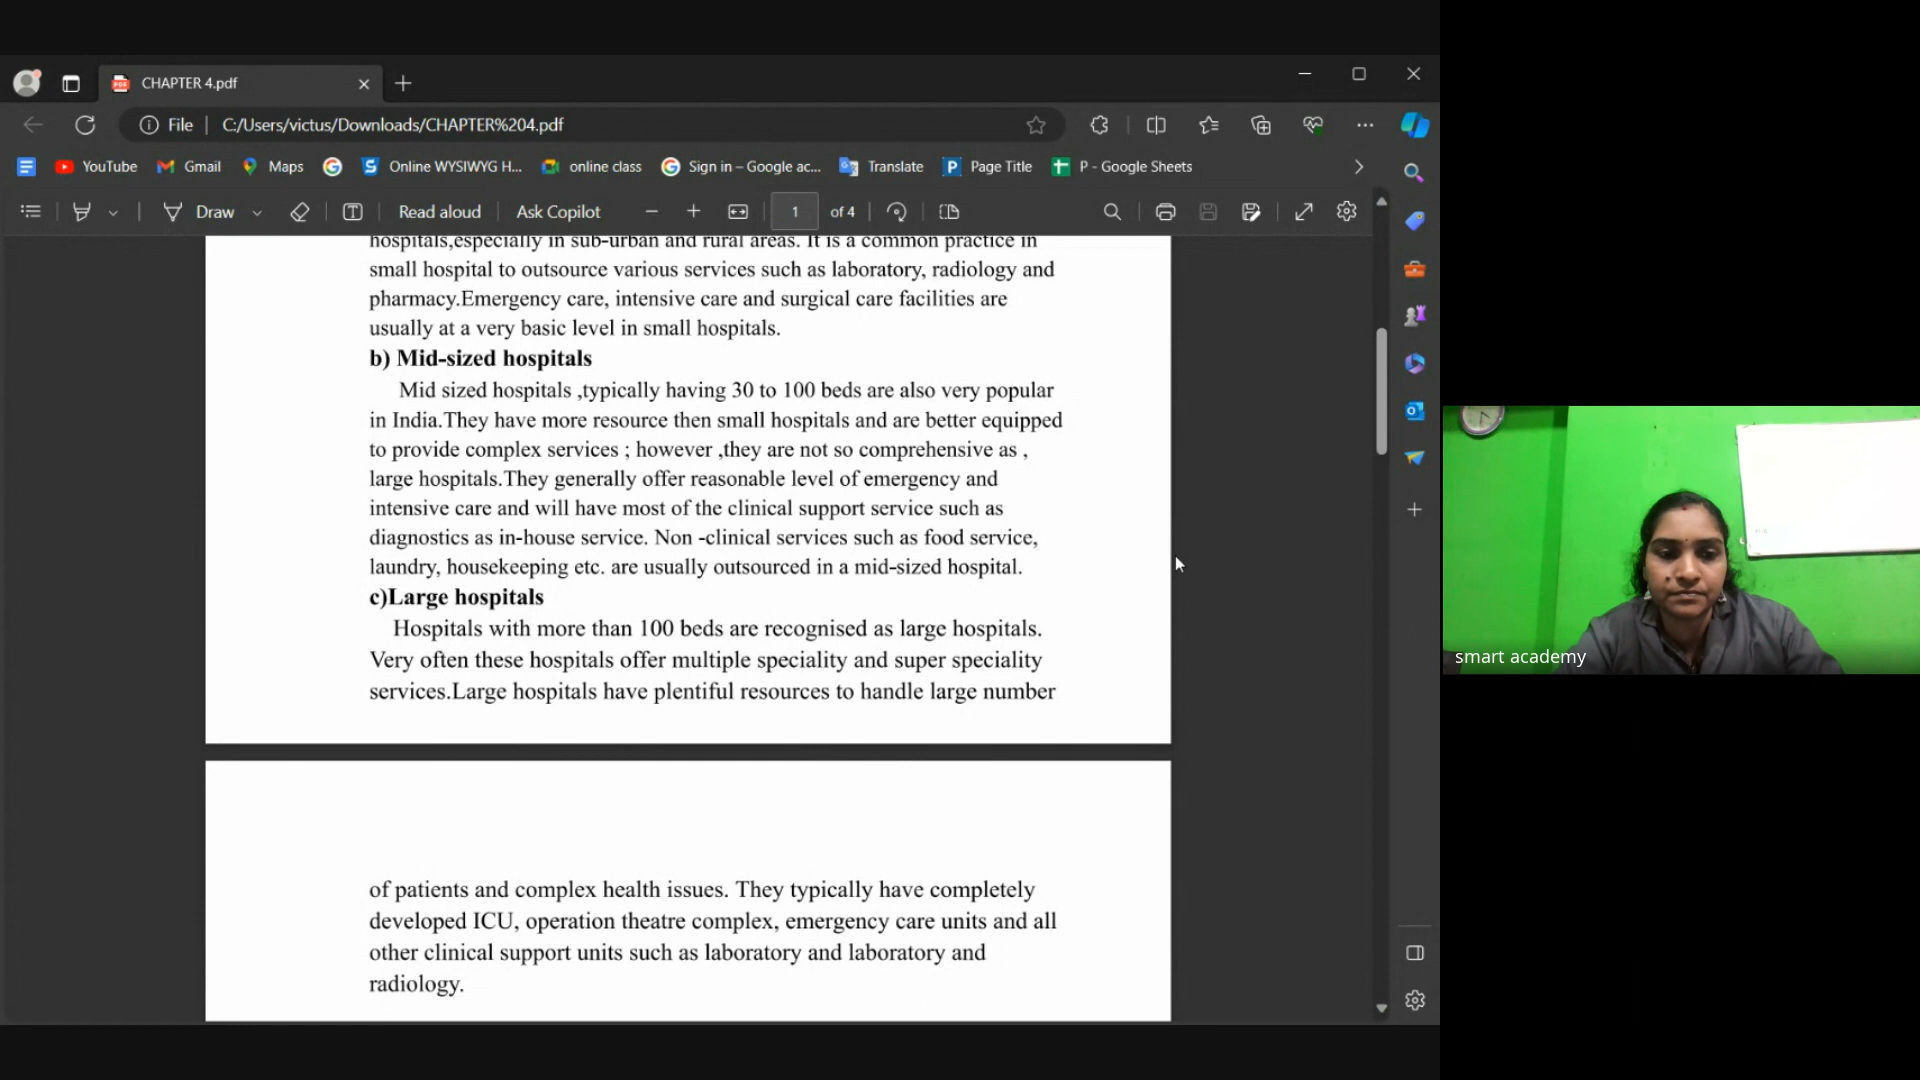 CHAPTER 4.pdf
File
C:/Users/victus/Downloads/CHAPTER%204.pdf
YouTube
Gmail
Maps
Online WYSIWYG H...
online class
Sign in – Google ac...
Translate
Page Title
P - Google Sheets
Draw
Read aloud
Ask Copilot
1
of 4
hospitals,especially in sub-urban and rural areas. It is a common practice in
small hospital to outsource various services such as laboratory, radiology and
pharmacy.Emergency care, intensive care and surgical care facilities are
usually at a very basic level in small hospitals.
b) Mid-sized hospitals
Mid sized hospitals ,typically having 30 to 100 beds are also very popular
in India.They have more resource then small hospitals and are better equipped
to provide complex services ; however ,they are not so comprehensive as ,
large hospitals.They generally offer reasonable level of emergency and
intensive care and will have most of the clinical support service such as
diagnostics as in-house service. Non -clinical services such as food service,
laundry, housekeeping etc. are usually outsourced in a mid-sized hospital.
c)Large hospitals
Hospitals with more than 100 beds are recognised as large hospitals.
Very often these hospitals offer multiple speciality and super speciality
services.Large hospitals have plentiful resources to handle large number
of patients and complex health issues. They typically have completely
developed ICU, operation theatre complex, emergency care units and all
other clinical support units such as laboratory and laboratory and
radiology.
smart academy